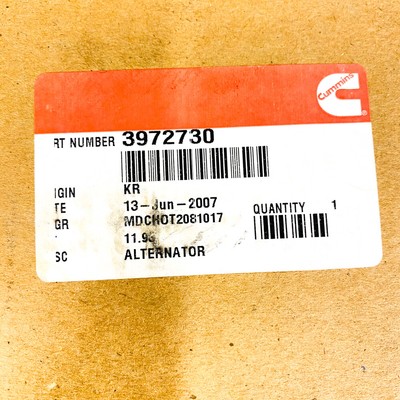 Cummins
RT NUMBER 3972730
IGIN KR
TE 13-Jun-2007
GR MDCHOT2081017
QUANTITY 1
11.9
SC ALTERNATOR